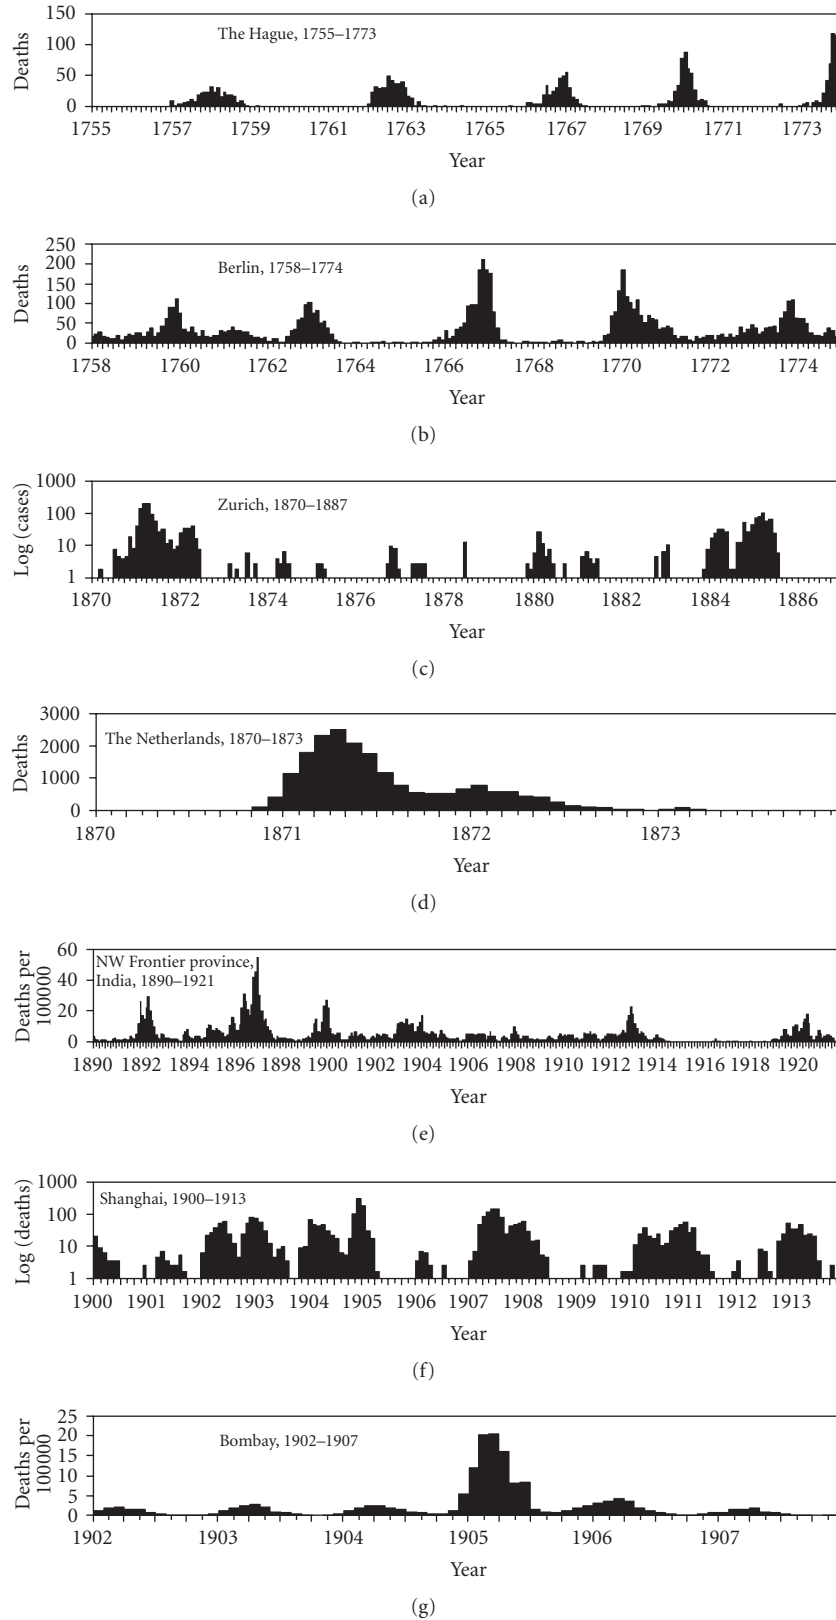 150
100
50
0
Deaths
The Hague, 1755–1773
1755 1757 1759 1761 1763 1765 1767 1769 1771 1773
Year
(a)
250
200
150
100
50
0
Deaths
Berlin, 1758–1774
1758 1760 1762 1764 1766 1768 1770 1772 1774
Year
(b)
1000
100
10
1
Log (cases)
Zurich, 1870–1887
1870 1872 1874 1876 1878 1880 1882 1884 1886
Year
(c)
3000
2000
1000
0
Deaths
The Netherlands, 1870–1873
1870 1871 1872 1873
Year
(d)
60
40
20
0
Deaths per
100000
NW Frontier province,
India, 1890–1921
1890 1892 1894 1896 1898 1900 1902 1904 1906 1908 1910 1912 1914 1916 1918 1920
Year
(e)
1000
100
10
1
Log (deaths)
Shanghai, 1900–1913
1900 1901 1902 1903 1904 1905 1906 1907 1908 1909 1910 1911 1912 1913
Year
(f)
25
20
15
10
5
0
Deaths per
100000
Bombay, 1902–1907
1902 1903 1904 1905 1906 1907
Year
(g)